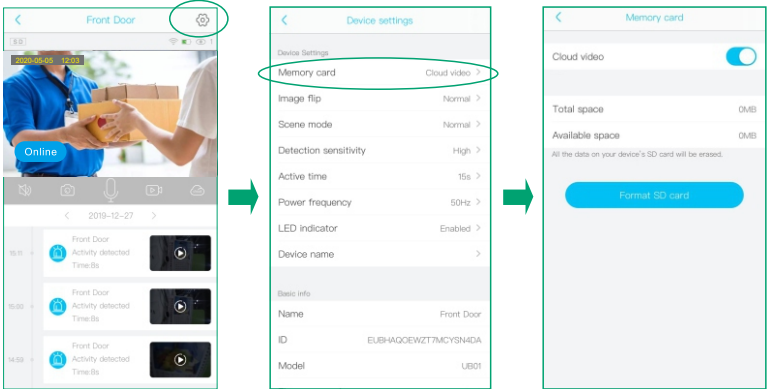 Front Door
SD
2020-05-05 12:03
Online
2019-12-27
15:11
Front Door
Activity detected
Time:8s
15:00
Front Door
Activity detected
Time:8s
14:59
Front Door
Activity detected
Time:8s
Device settings
Device Settings
Memory card Cloud video >
Image flip Normal >
Scene mode Normal >
Detection sensitivity High >
Active time 15s >
Power frequency 50Hz >
LED indicator Enabled >
Device name >
Basic info
Name Front Door
ID EUBHAQOEWZT7MCYSN4DA
Model UB01
Memory card
Cloud video
Total space 0MB
Available space 0MB
All the data on your device's SD card will be erased.
Format SD card